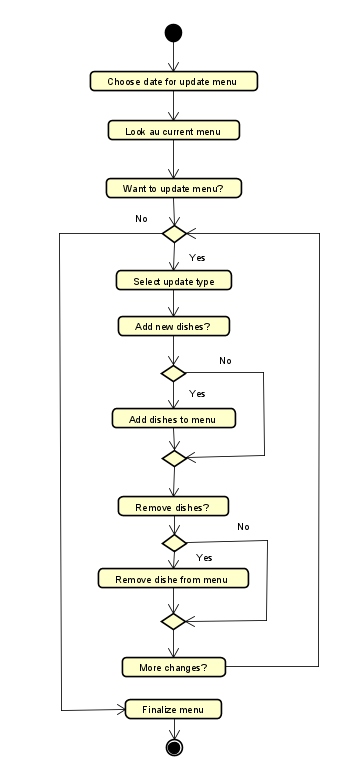 Choose date for update menu
Look au current menu
Want to update menu?
No
Yes
Select update type
Add new dishes?
No
Yes
Add dishes to menu
Remove dishes?
No
Yes
Remove dishe from menu
More changes?
Finalize menu